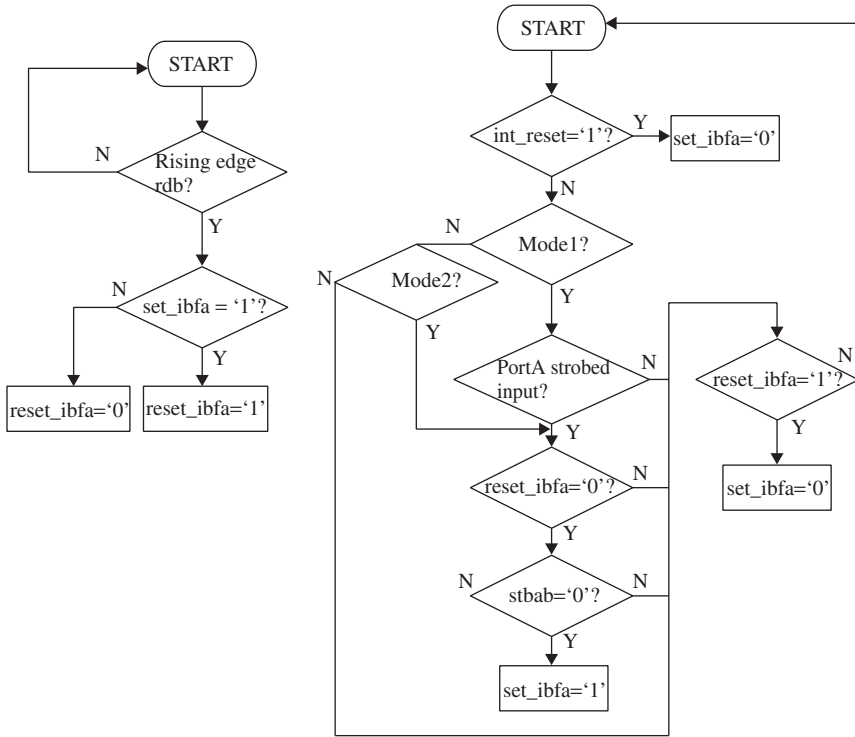 START
N
Rising edge
rdb?
Y
N
set_ibfa = ‘1’?
Y
reset_ibfa=‘0’
reset_ibfa=‘1’
START
int_reset=‘1’?
Y
set_ibfa=‘0’
N
N
Mode1?
N
Mode2?
Y
Y
PortA strobed
input?
N
Y
reset_ibfa=‘0’?
N
Y
N
stbab=‘0’?
N
Y
set_ibfa=‘1’
N
reset_ibfa=‘1’?
Y
set_ibfa=‘0’